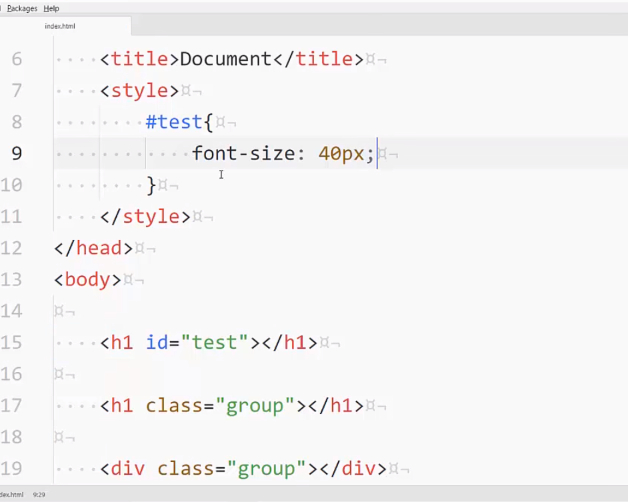 Packages Help
index.html
6 <title>Document</title>
7 <style>
8 #test{
9 font-size: 40px;
10 }
11 </style>
12 </head>
13 <body>
14
15 <h1 id="test"></h1>
16
17 <h1 class="group"></h1>
18
19 <div class="group"></div>
dex.html 9:29